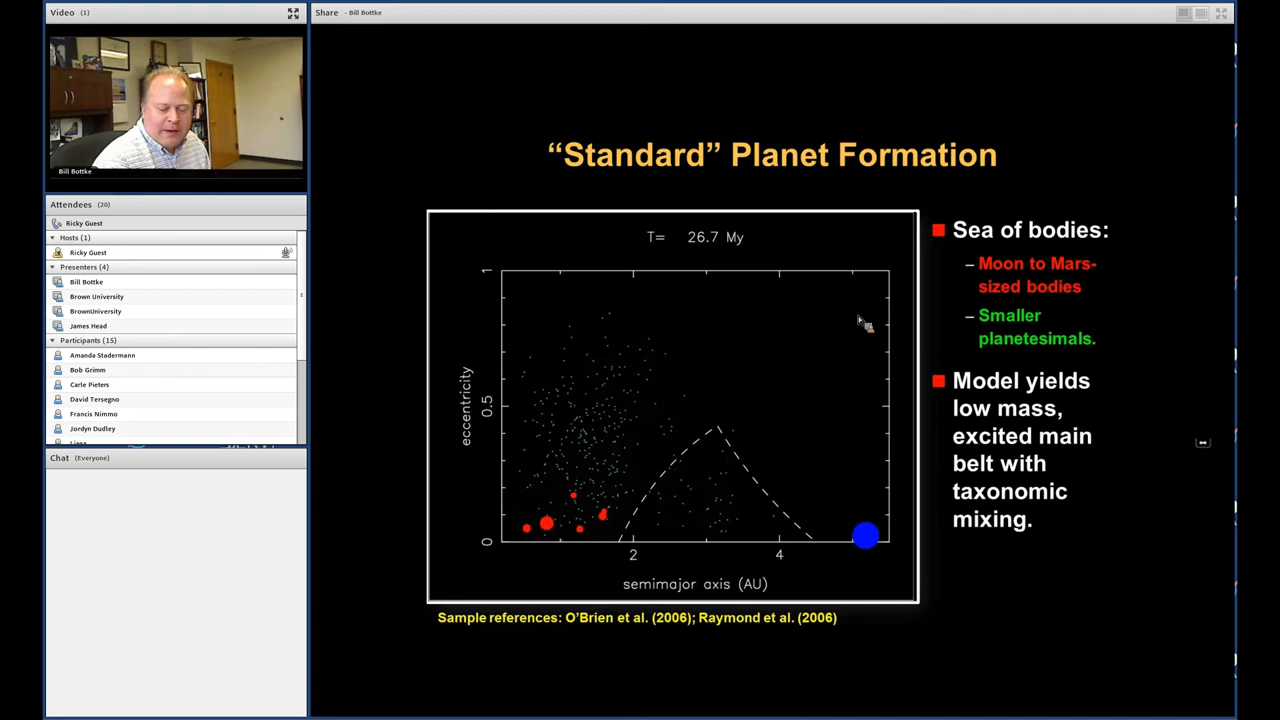 Video (1)
Bill Bottke
Attendees (20)
Ricky Guest
Hosts (1)
Ricky Guest
Presenters (4)
Bill Bottke
Brown University
BrownUniversity
James Head
Participants (15)
Amanda Stadermann
Bob Grimm
Carle Pieters
David Tersegno
Francis Nimmo
Jordyn Dudley
Chat (Everyone)
Share - Bill Bottke
“Standard” Planet Formation
T= 26.7 My
1
0.5
0
eccentricity
2
4
semimajor axis (AU)
Sample references: O’Brien et al. (2006); Raymond et al. (2006)
Sea of bodies:
– Moon to Mars-
sized bodies
– Smaller
planetesimals.
Model yields
low mass,
excited main
belt with
taxonomic
mixing.